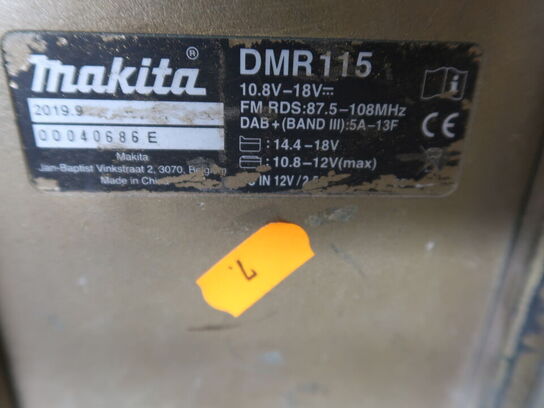 Makita®
2019.9
00040686 E
Makita
Jan-Baptist Vinkstraat 2, 3070, Belgium
Made in China
DMR115
10.8V-18V⎓
FM RDS:87.5-108MHz
DAB+(BAND III):5A-13F
:14.4-18V
:10.8-12V(max)
IN 12V/2.5
i
CE
7.